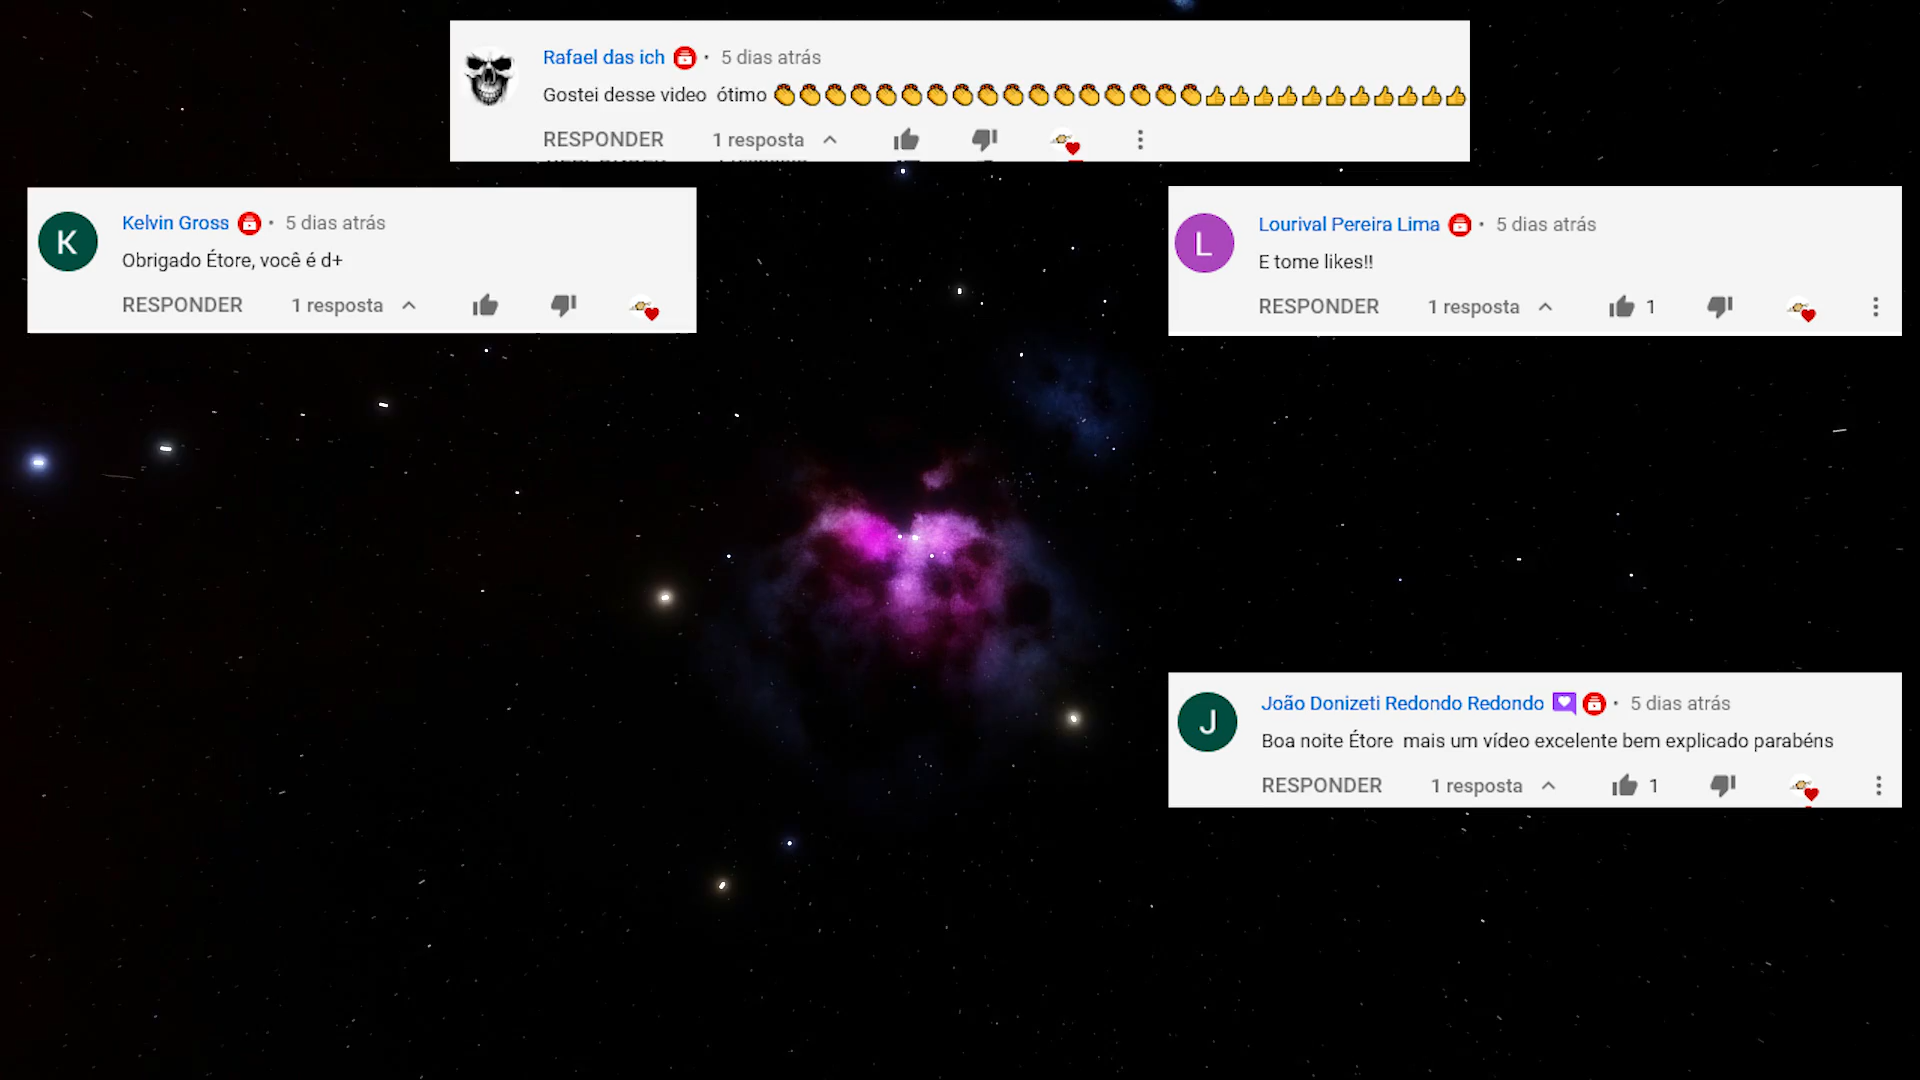 Rafael das ich • 5 dias atrás
Gostei desse video ótimo 👏👏👏👏👏👏👏👏👏👏👏👏👏👏👏👏👏👍👍👍👍👍👍👍👍👍👍👍
RESPONDER 1 resposta
Kelvin Gross • 5 dias atrás
Obrigado Étore, você é d+
RESPONDER 1 resposta
K
Lourival Pereira Lima • 5 dias atrás
E tome likes!!
RESPONDER 1 resposta 1
L
João Donizeti Redondo Redondo • 5 dias atrás
Boa noite Étore mais um vídeo excelente bem explicado parabéns
RESPONDER 1 resposta 1
J